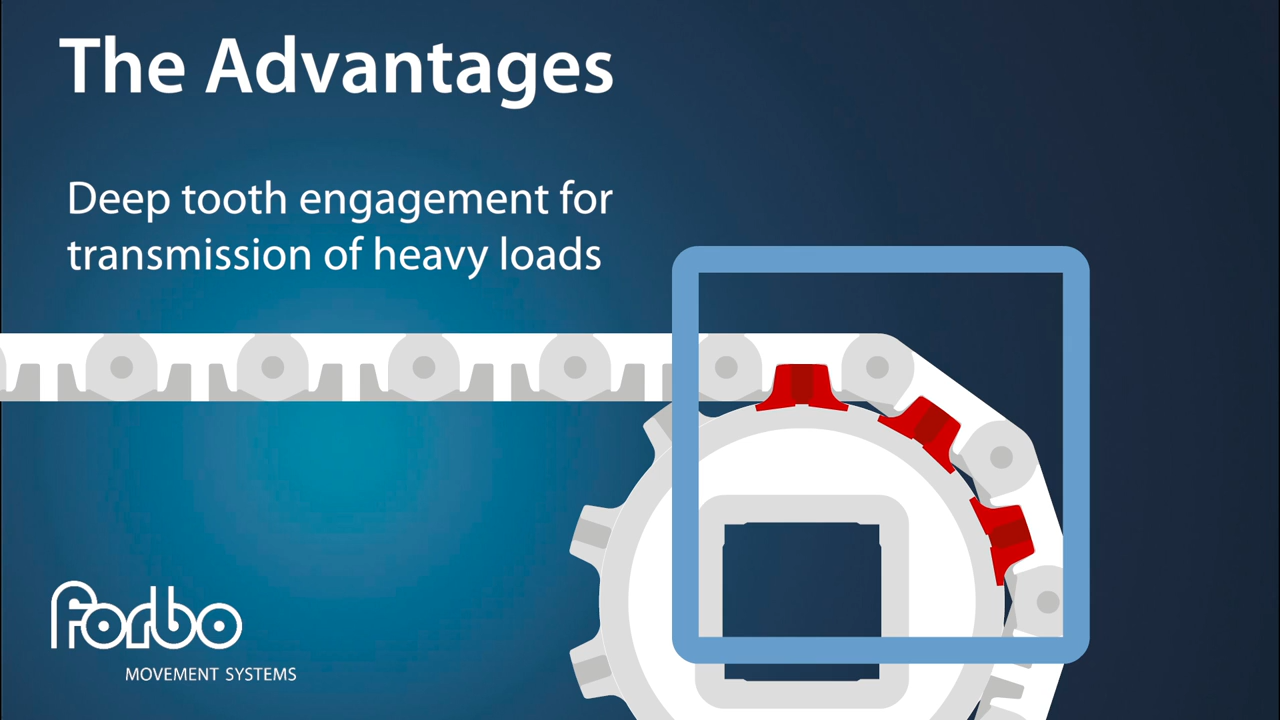 The Advantages
Deep tooth engagement for
transmission of heavy loads
forbo
MOVEMENT SYSTEMS